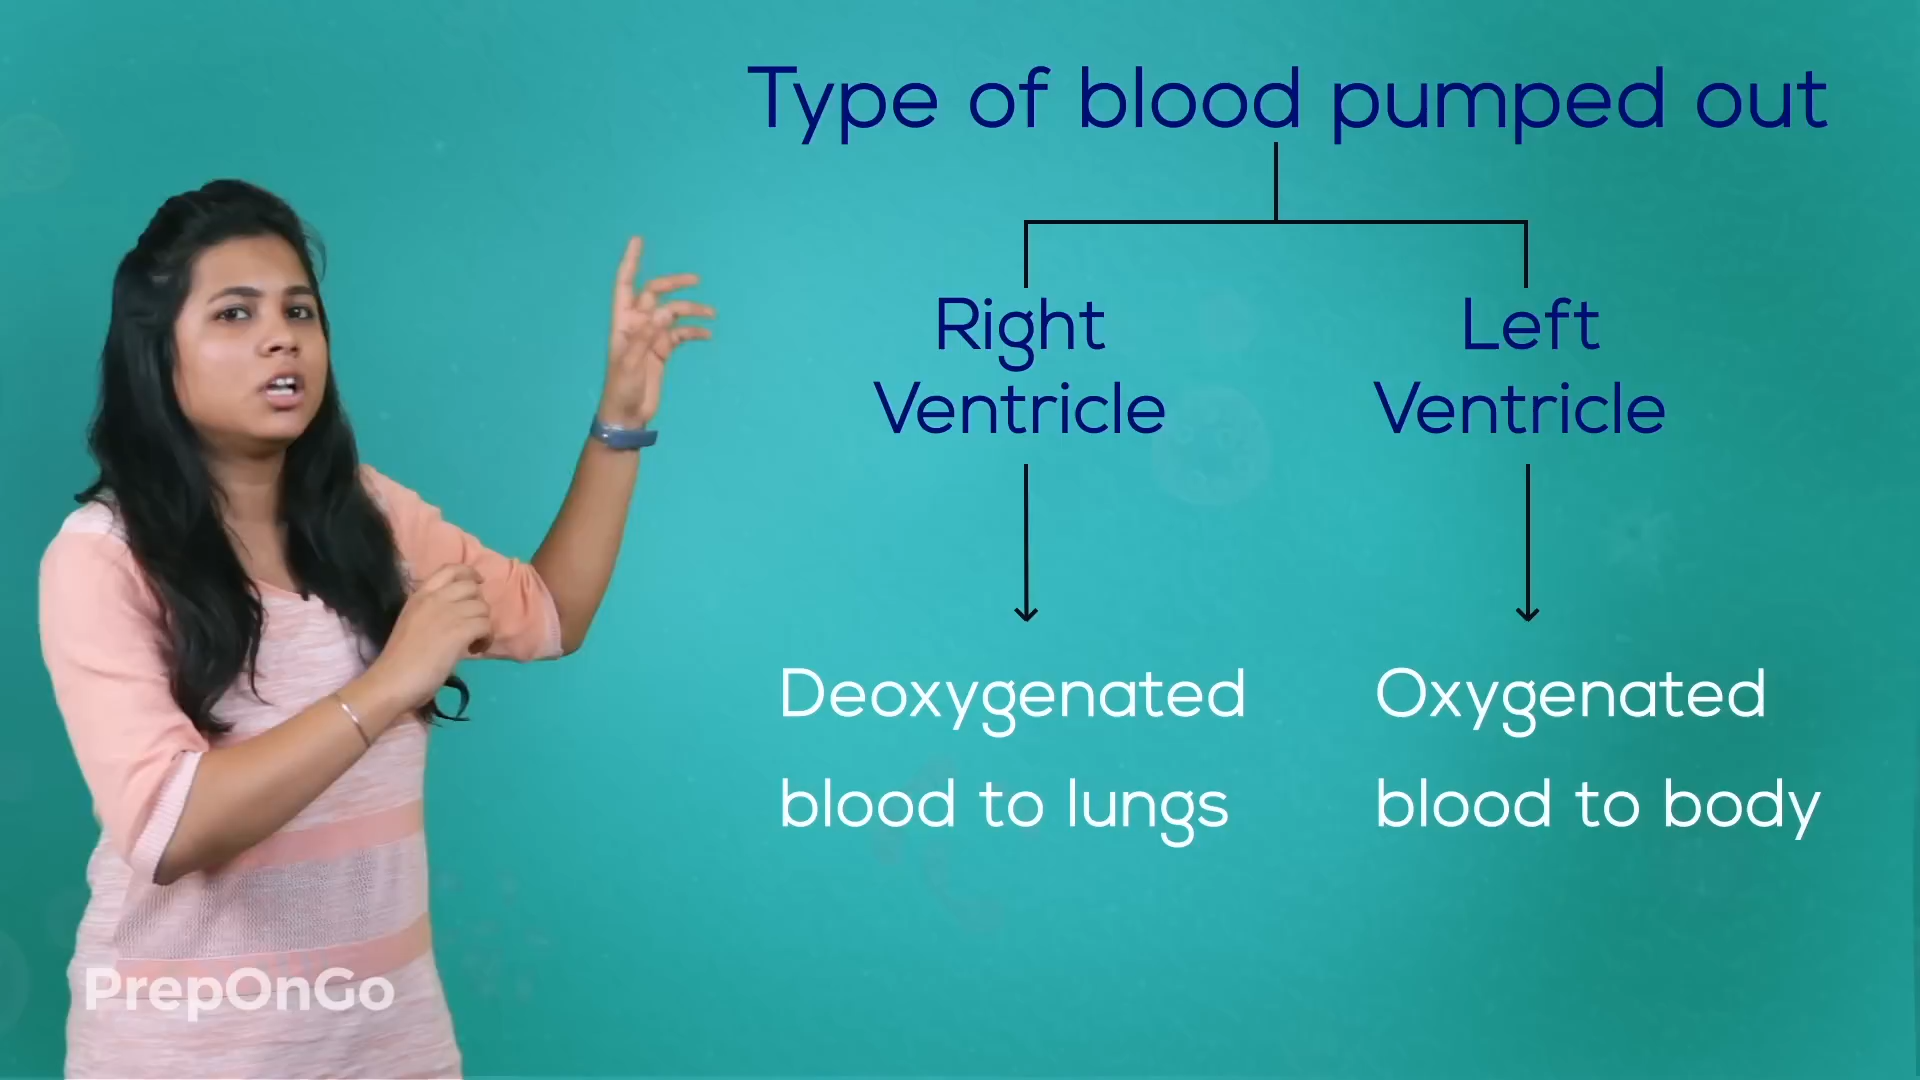 Type of blood pumped out
Right
Ventricle
Left
Ventricle
Deoxygenated
blood to lungs
Oxygenated
blood to body
PrepOnGo